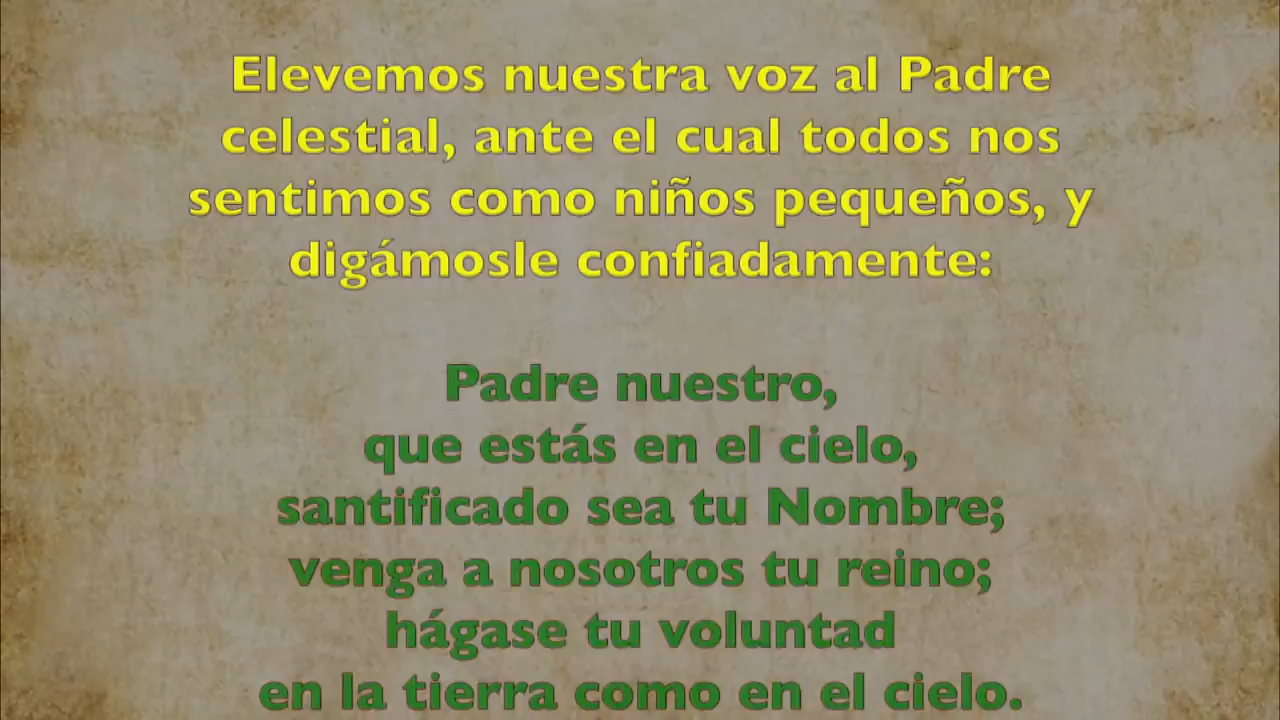 Elevemos nuestra voz al Padre
celestial, ante el cual todos nos
sentimos como niños pequeños, y
digámosle confiadamente:
Padre nuestro,
que estás en el cielo,
santificado sea tu Nombre;
venga a nosotros tu reino;
hágase tu voluntad
en la tierra como en el cielo.